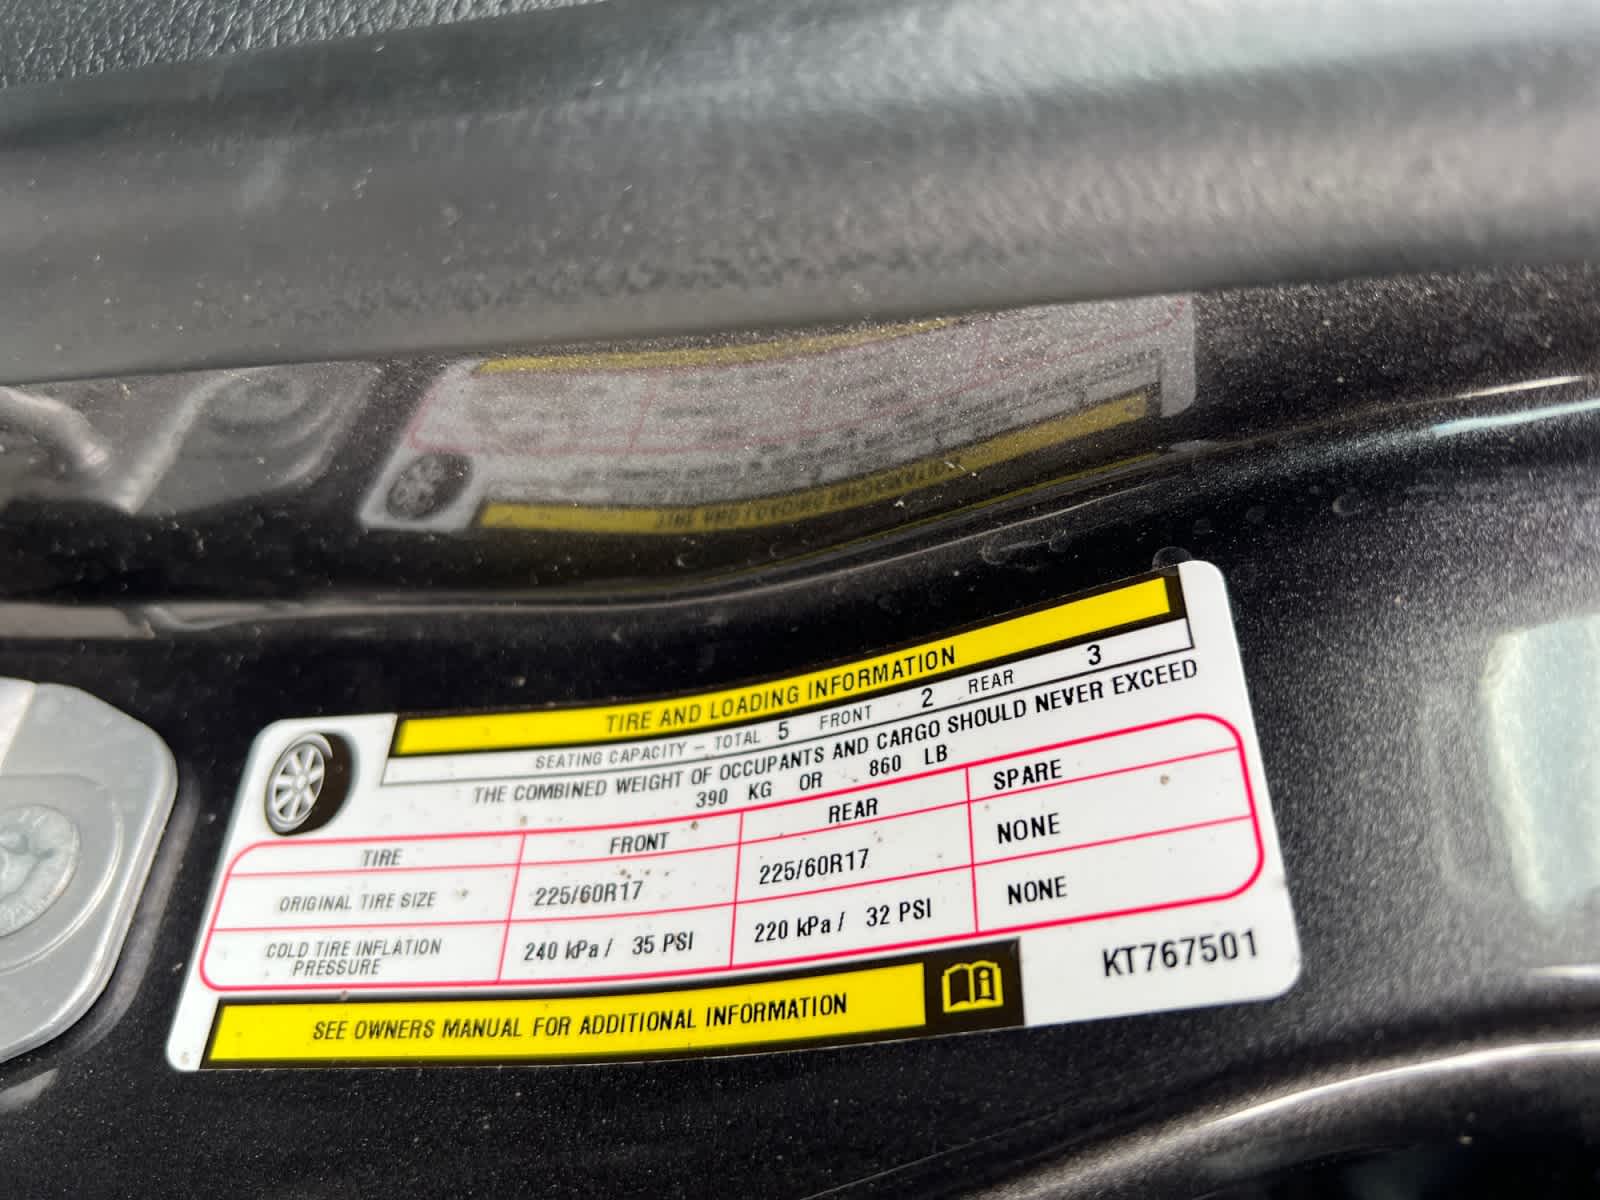 TIRE AND LOADING INFORMATION
SEATING CAPACITY – TOTAL 5 FRONT 2 REAR 3
THE COMBINED WEIGHT OF OCCUPANTS AND CARGO SHOULD NEVER EXCEED
390 KG OR 860 LB
TIRE FRONT REAR SPARE
ORIGINAL TIRE SIZE 225/60R17 225/60R17 NONE
COLD TIRE INFLATION
PRESSURE 240 kPa / 35 PSI 220 kPa / 32 PSI NONE
SEE OWNERS MANUAL FOR ADDITIONAL INFORMATION
KT767501